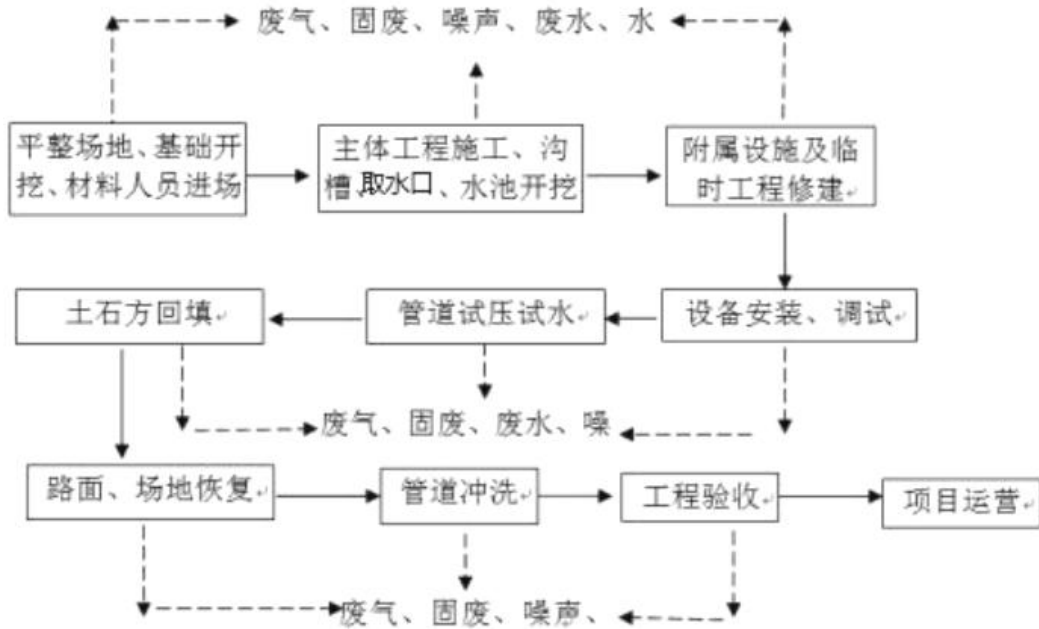 废气、固废、噪声、废水、水
平整场地、基础开
挖、材料人员进场
主体工程施工、沟
槽、取水口、水池开挖
附属设施及临
时工程修建
土石方回填
管道试压试水
设备安装、调试
废气、固废、废水、噪
路面、场地恢复
管道冲洗
工程验收
项目运营
废气、固废、噪声、